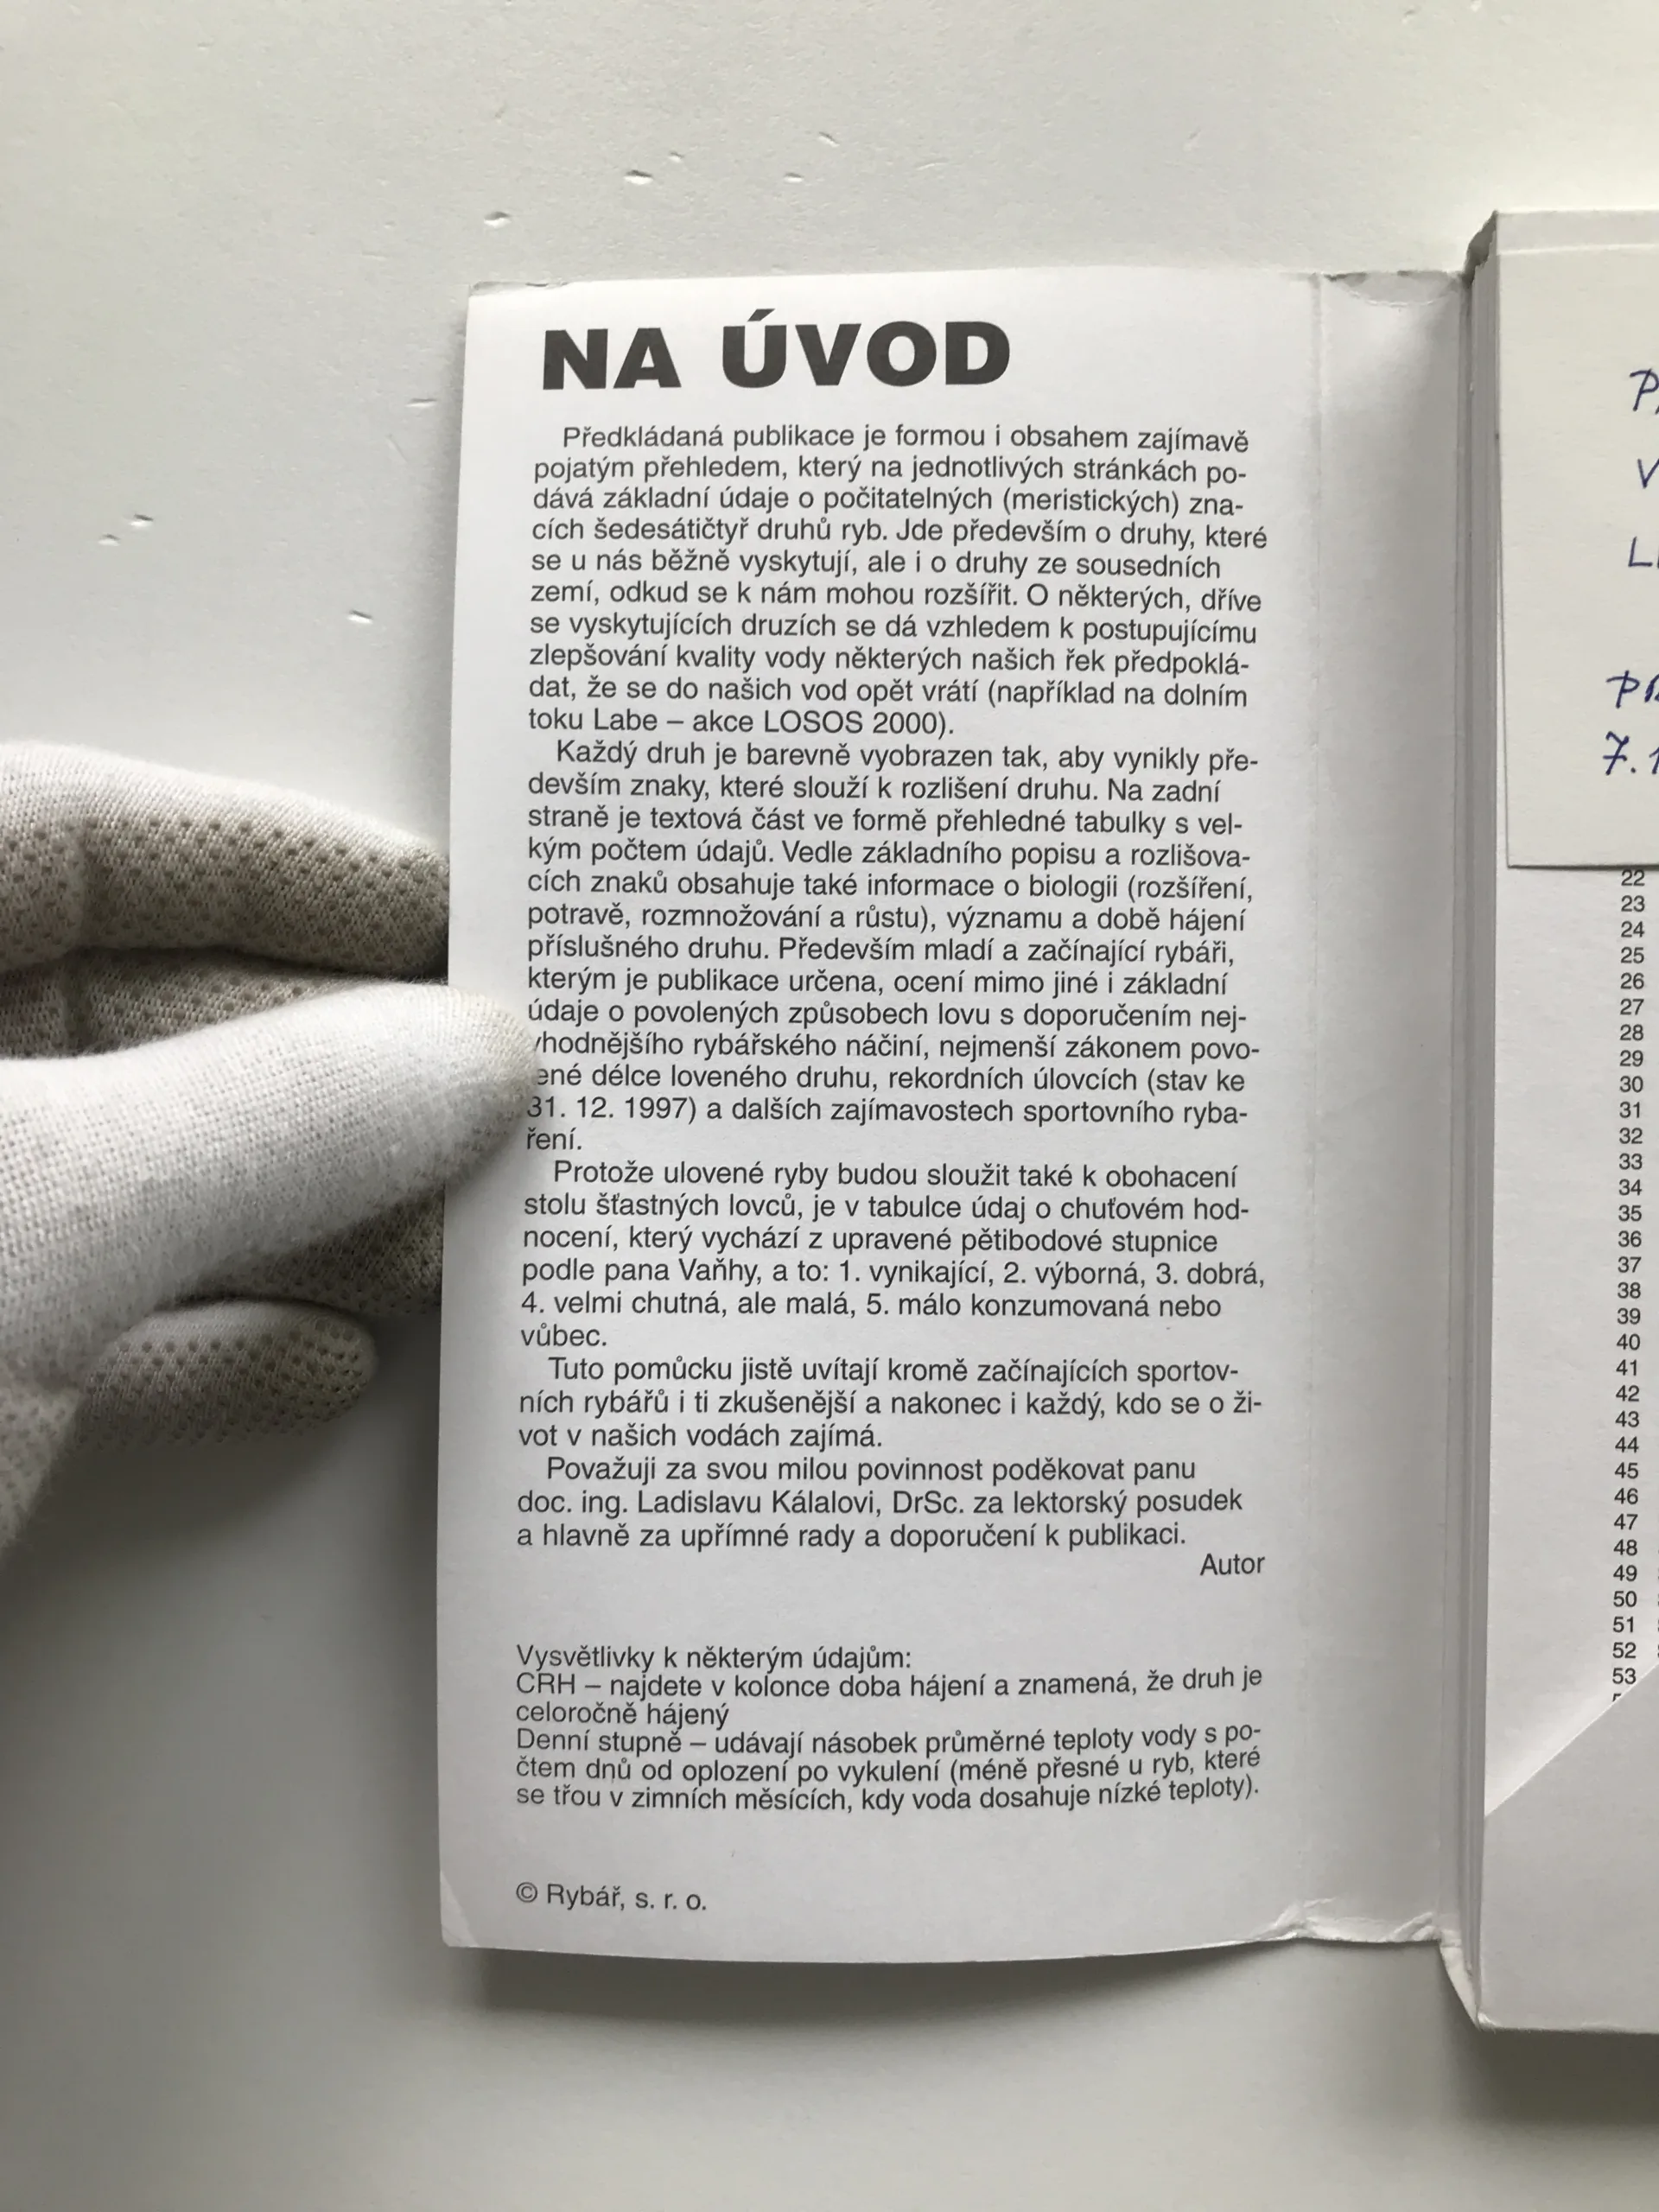 NA ÚVOD
Předkládaná publikace je formou i obsahem zajímavě
pojatým přehledem, který na jednotlivých stránkách po-
dává základní údaje o počitatelných (meristických) zna-
cích šedesátičtyř druhů ryb. Jde především o druhy, které
se u nás běžně vyskytují, ale i o druhy ze sousedních
zemí, odkud se k nám mohou rozšířit. O některých, dříve
se vyskytujících druzích se dá vzhledem k postupujícímu
zlepšování kvality vody některých našich řek předpoklá-
dat, že se do našich vod opět vrátí (například na dolním
toku Labe – akce LOSOS 2000).
Každý druh je barevně vyobrazen tak, aby vynikly pře-
devším znaky, které slouží k rozlišení druhu. Na zadní
straně je textová část ve formě přehledné tabulky s vel-
kým počtem údajů. Vedle základního popisu a rozlišova-
cích znaků obsahuje také informace o biologii (rozšíření,
potravě, rozmnožování a růstu), významu a době hájení
příslušného druhu. Především mladí a začínající rybáři,
kterým je publikace určena, ocení mimo jiné i základní
údaje o povolených způsobech lovu s doporučením nej-
vhodnějšího rybářského náčiní, nejmenší zákonem povo-
ené délce loveného druhu, rekordních úlovcích (stav ke
31. 12. 1997) a dalších zajímavostech sportovního ryba-
ření.
Protože ulovené ryby budou sloužit také k obohacení
stolu šťastných lovců, je v tabulce údaj o chuťovém hod-
nocení, který vychází z upravené pětibodové stupnice
podle pana Vaňhy, a to: 1. vynikající, 2. výborná, 3. dobrá,
4. velmi chutná, ale malá, 5. málo konzumovaná nebo
vůbec.
Tuto pomůcku jistě uvítají kromě začínajících sportov-
ních rybářů i ti zkušenější a nakonec i každý, kdo se o ži-
vot v našich vodách zajímá.
Považuji za svou milou povinnost poděkovat panu
doc. ing. Ladislavu Kálalovi, DrSc. za lektorský posudek
a hlavně za upřímné rady a doporučení k publikaci.
Autor
Vysvětlivky k některým údajům:
CRH – najdete v kolonce doba hájení a znamená, že druh je
celoročně hájený
Denní stupně – udávají násobek průměrné teploty vody s po-
čtem dnů od oplození po vykulení (méně přesné u ryb, které
se třou v zimních měsících, kdy voda dosahuje nízké teploty).
© Rybář, s. r. o.
22
23
24
25
26
27
28
29
30
31
32
33
34
35
36
37
38
39
40
41
42
43
44
45
46
47
48
49
50
51
52
53